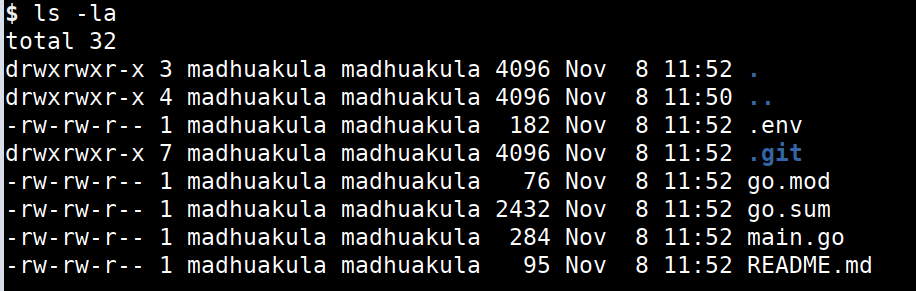 $ ls -la
total 32
drwxrwxr-x 3 madhuakula madhuakula 4096 Nov  8 11:52 .
drwxrwxr-x 4 madhuakula madhuakula 4096 Nov  8 11:50 ..
-rw-rw-r-- 1 madhuakula madhuakula  182 Nov  8 11:52 .env
drwxrwxr-x 7 madhuakula madhuakula 4096 Nov  8 11:52 .git
-rw-rw-r-- 1 madhuakula madhuakula   76 Nov  8 11:52 go.mod
-rw-rw-r-- 1 madhuakula madhuakula 2432 Nov  8 11:52 go.sum
-rw-rw-r-- 1 madhuakula madhuakula  284 Nov  8 11:52 main.go
-rw-rw-r-- 1 madhuakula madhuakula   95 Nov  8 11:52 README.md